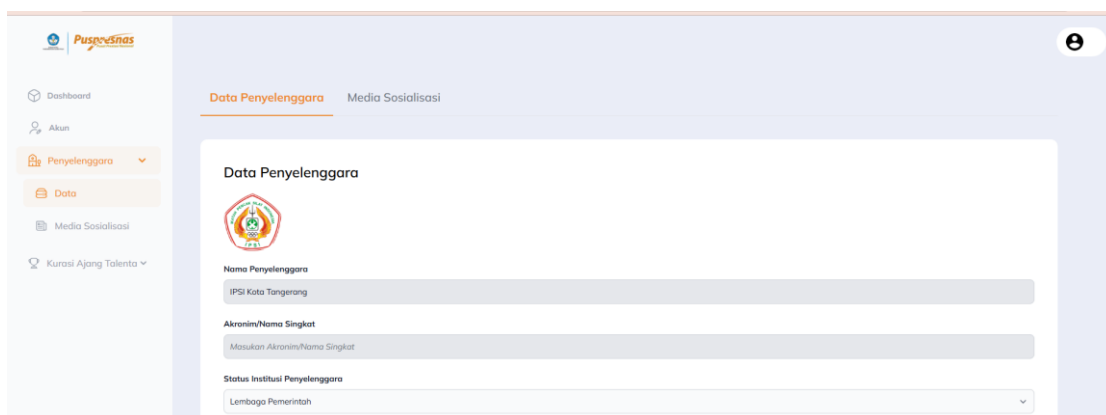 Puspresnas
Dashboard
Akun
Penyelenggara
Data
Media Sosialisasi
Kurasi Ajang Talenta
Data Penyelenggara
Media Sosialisasi
Data Penyelenggara
IPSI
Nama Penyelenggara
IPSI Kota Tangerang
Akronim/Nama Singkat
Masukan Akronim/Nama Singkat
Status Institusi Penyelenggara
Lembaga Pemerintah